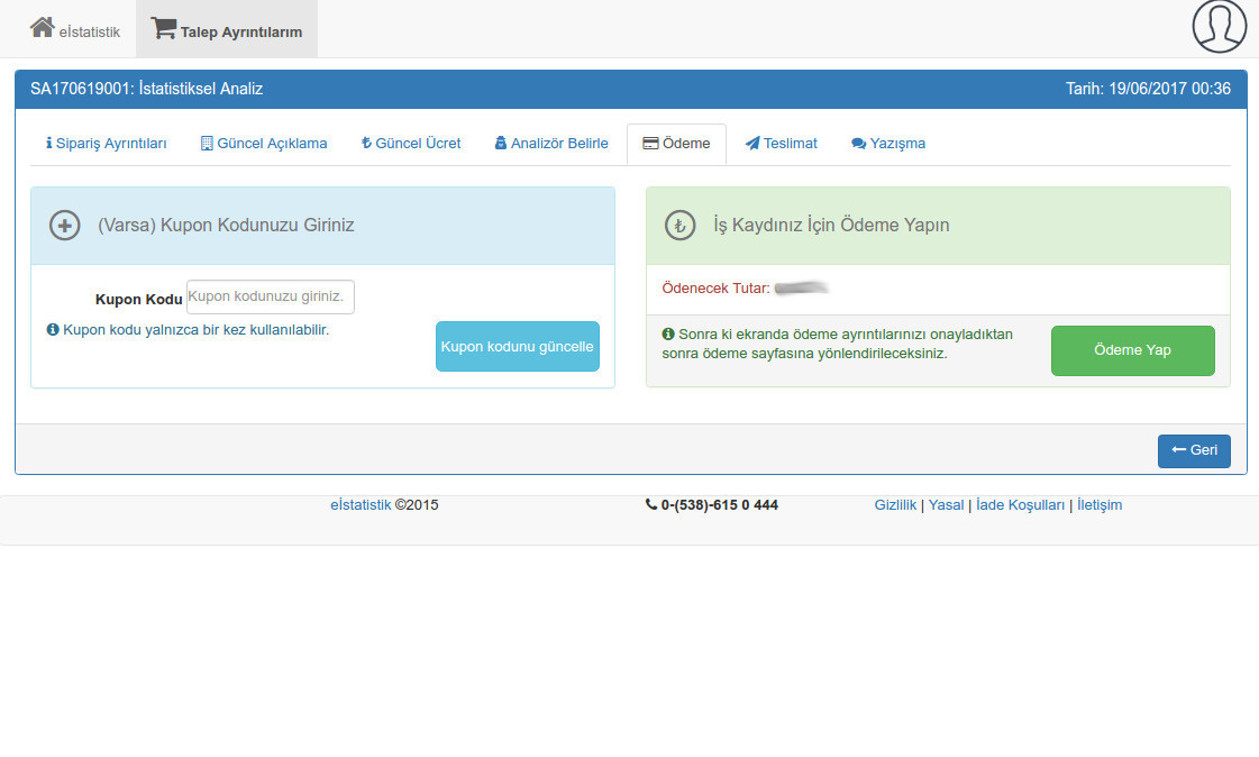 eİstatistik
Talep Ayrıntılarım
SA170619001: İstatistiksel Analiz
Tarih: 19/06/2017 00:36
Sipariş Ayrıntıları
Güncel Açıklama
Güncel Ücret
Analizör Belirle
Ödeme
Teslimat
Yazışma
(Varsa) Kupon Kodunuzu Giriniz
Kupon Kodu
Kupon kodunuzu giriniz.
Kupon kodu yalnızca bir kez kullanılabilir.
Kupon kodunu güncelle
İş Kaydınız İçin Ödeme Yapın
Ödenecek Tutar:
Sonra ki ekranda ödeme ayrıntılarınızı onayladıktan
sonra ödeme sayfasına yönlendirileceksiniz.
Ödeme Yap
Geri
eİstatistik ©2015
0-(538)-615 0 444
Gizlilik | Yasal | İade Koşulları | İletişim